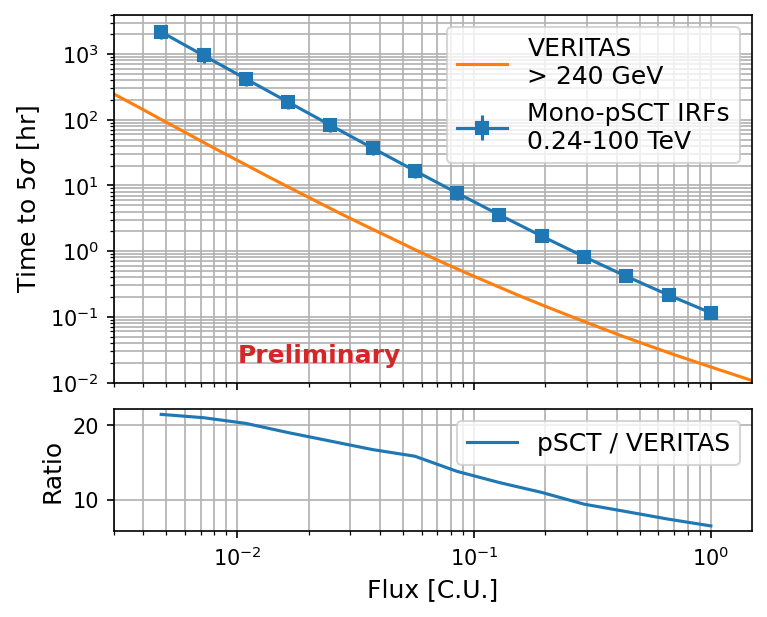 10³
10²
10¹
10⁰
10⁻¹
10⁻²
Time to 5σ [hr]
VERITAS
> 240 GeV
Mono-pSCT IRFs
0.24-100 TeV
Preliminary
20
10
Ratio
pSCT / VERITAS
10⁻² 10⁻¹ 10⁰
Flux [C.U.]